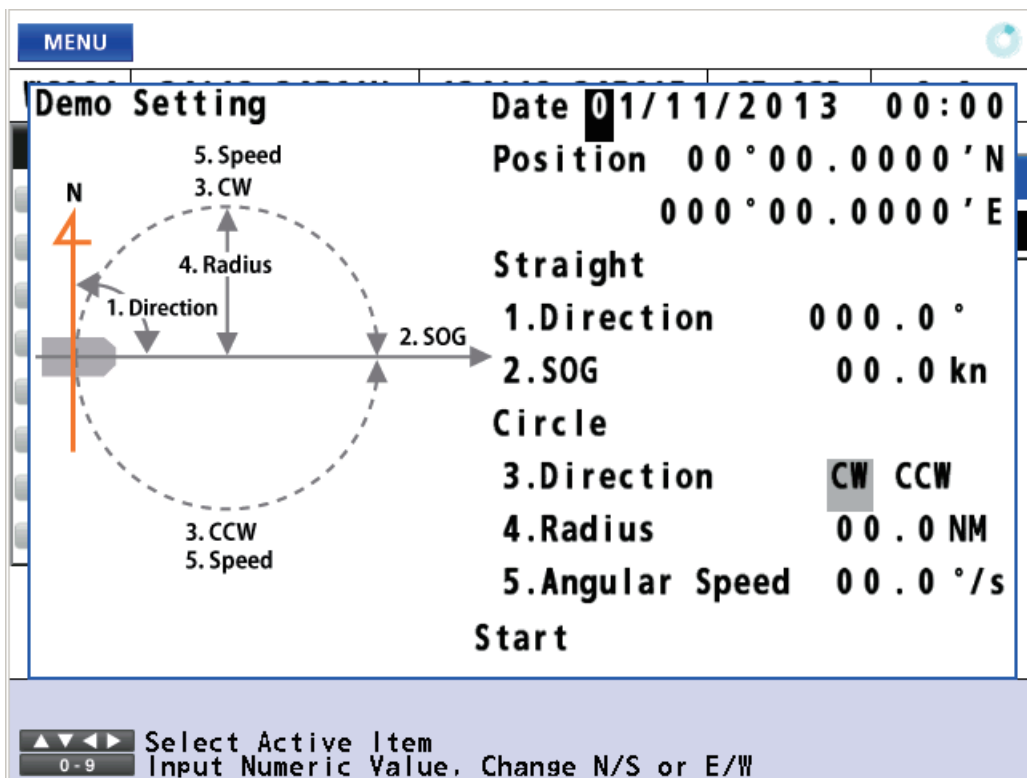 MENU
Demo Setting
Date 01/11/2013 00:00
Position 00°00.0000'N
000°00.0000'E
Straight
1.Direction 000.0°
2.SOG 00.0 kn
Circle
3.Direction CW CCW
4.Radius 00.0 NM
5.Angular Speed 00.0 °/s
Start
5. Speed
3. CW
N
4. Radius
1. Direction
2. SOG
3. CCW
5. Speed
▲▼◀▶ Select Active Item
0-9 Input Numeric Value, Change N/S or E/W